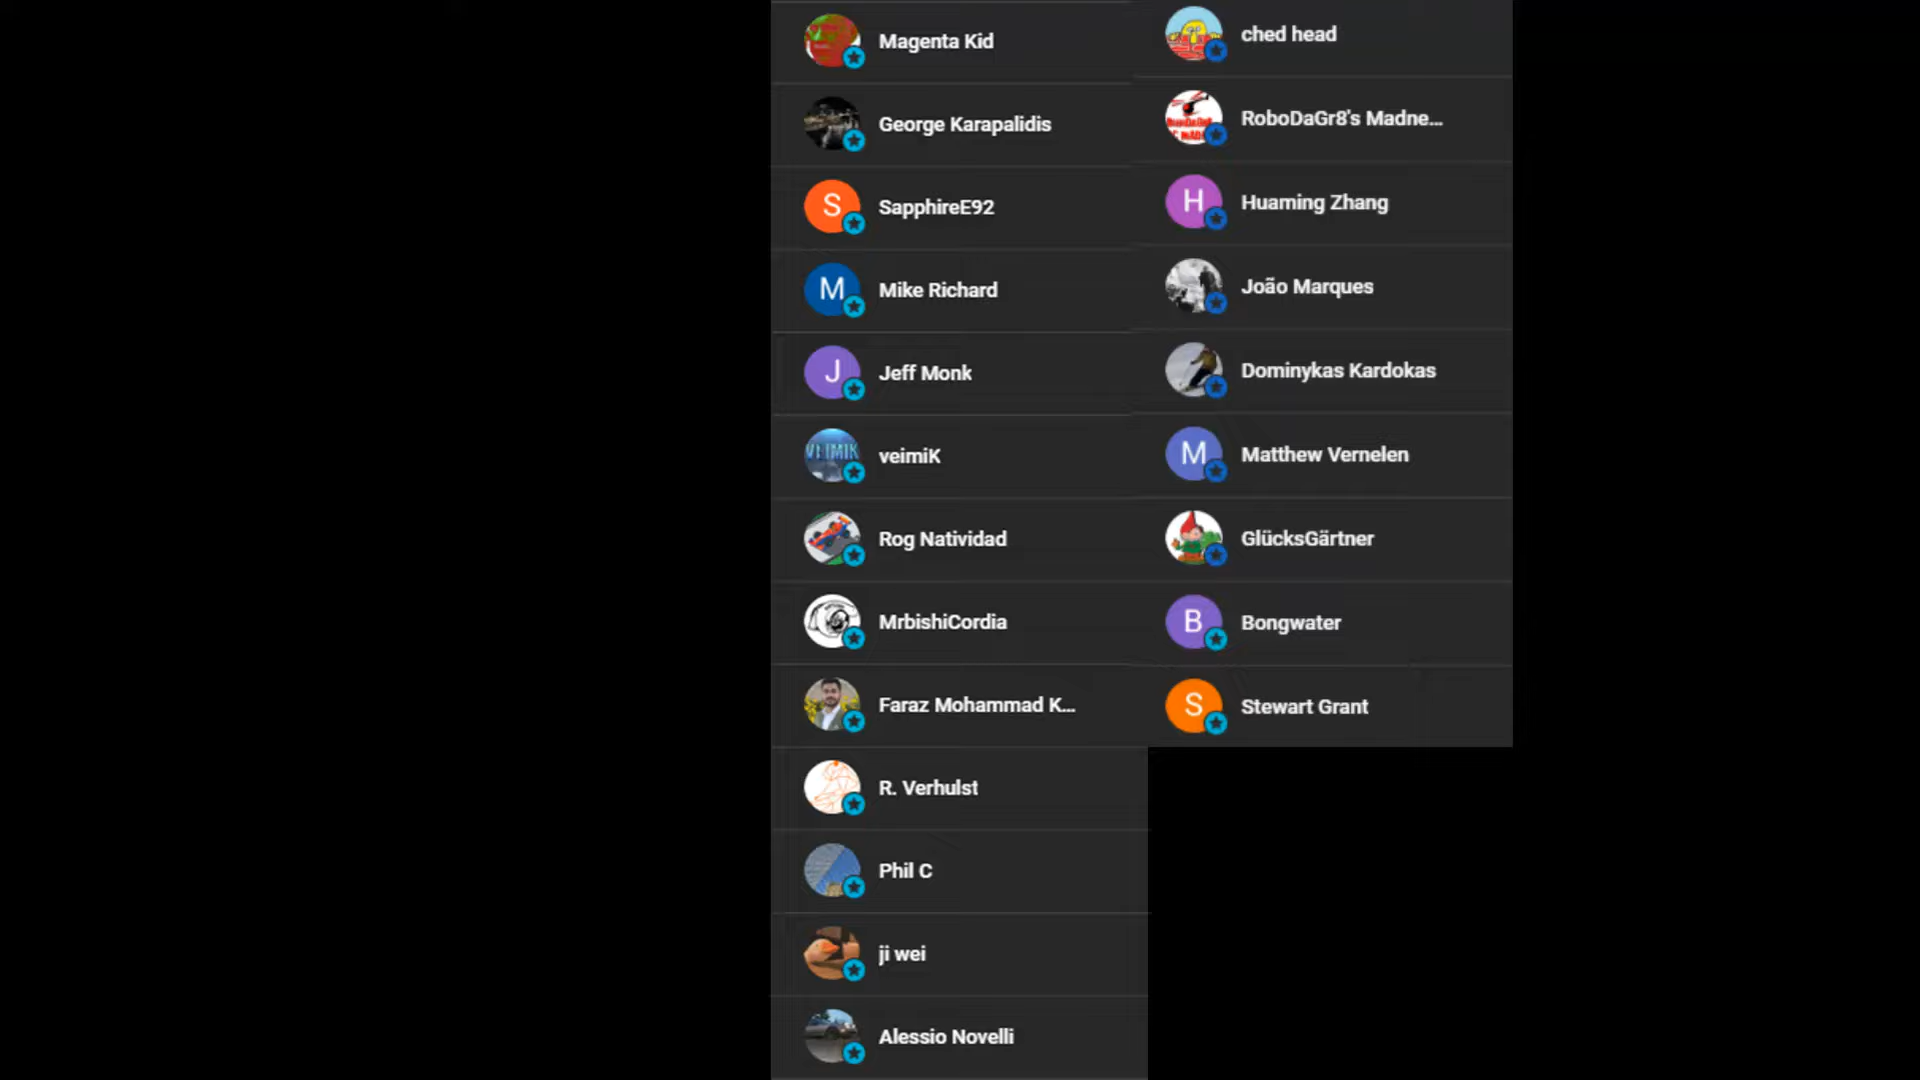 Magenta Kid
George Karapalidis
S
SapphireE92
M
Mike Richard
J
Jeff Monk
VEIMIK
veimiK
Rog Natividad
MrbishiCordia
Faraz Mohammad K...
R. Verhulst
Phil C
ji wei
Alessio Novelli
ched head
RoboDaGr8's Madne...
H
Huaming Zhang
João Marques
Dominykas Kardokas
M
Matthew Vernelen
GlücksGärtner
B
Bongwater
S
Stewart Grant